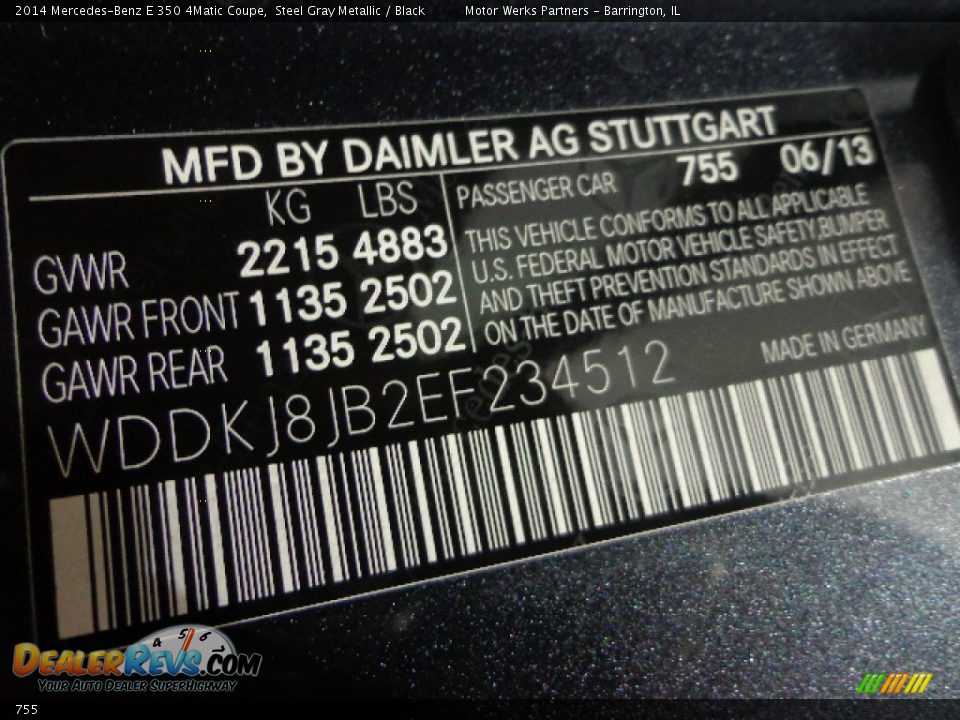 2014 Mercedes-Benz E 350 4Matic Coupe, Steel Gray Metallic / Black Motor Werks Partners - Barrington, IL
MFD BY DAIMLER AG STUTTGART
KG LBS
GVWR 2215 4883
GAWR FRONT 1135 2502
GAWR REAR 1135 2502
PASSENGER CAR 755 06/13
THIS VEHICLE CONFORMS TO ALL APPLICABLE
U.S. FEDERAL MOTOR VEHICLE SAFETY,BUMPER
AND THEFT PREVENTION STANDARDS IN EFFECT
ON THE DATE OF MANUFACTURE SHOWN ABOVE
MADE IN GERMANY
WDDKJ8JB2EF234512
4 5 6
DEALERREVS.COM
YOUR AUTO DEALER SUPERHIGHWAY
755